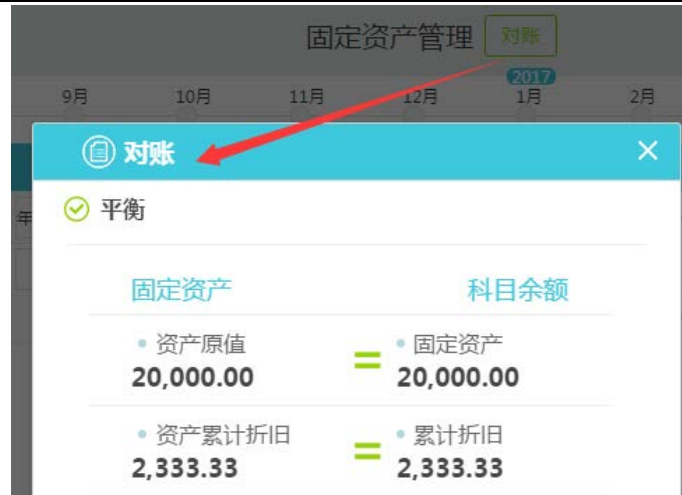 固定资产管理 对账
2017
9月 10月 11月 12月 1月 2月
对账
年
平衡
固定资产 科目余额
资产原值 = 固定资产
20,000.00 20,000.00
资产累计折旧 = 累计折旧
2,333.33 2,333.33